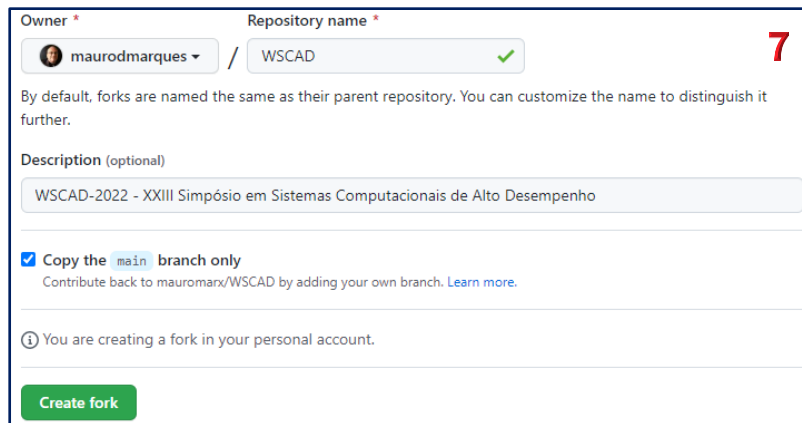 Owner * Repository name *
maurodmarques / WSCAD
7
By default, forks are named the same as their parent repository. You can customize the name to distinguish it
further.
Description (optional)
WSCAD-2022 - XXIII Simpósio em Sistemas Computacionais de Alto Desempenho
Copy the main branch only
Contribute back to mauromarx/WSCAD by adding your own branch. Learn more.
You are creating a fork in your personal account.
Create fork